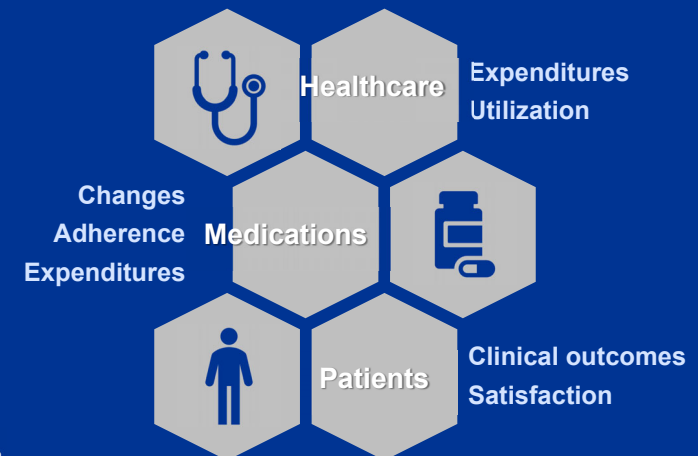 Healthcare
Expenditures
Utilization
Changes
Adherence
Expenditures
Medications
Patients
Clinical outcomes
Satisfaction